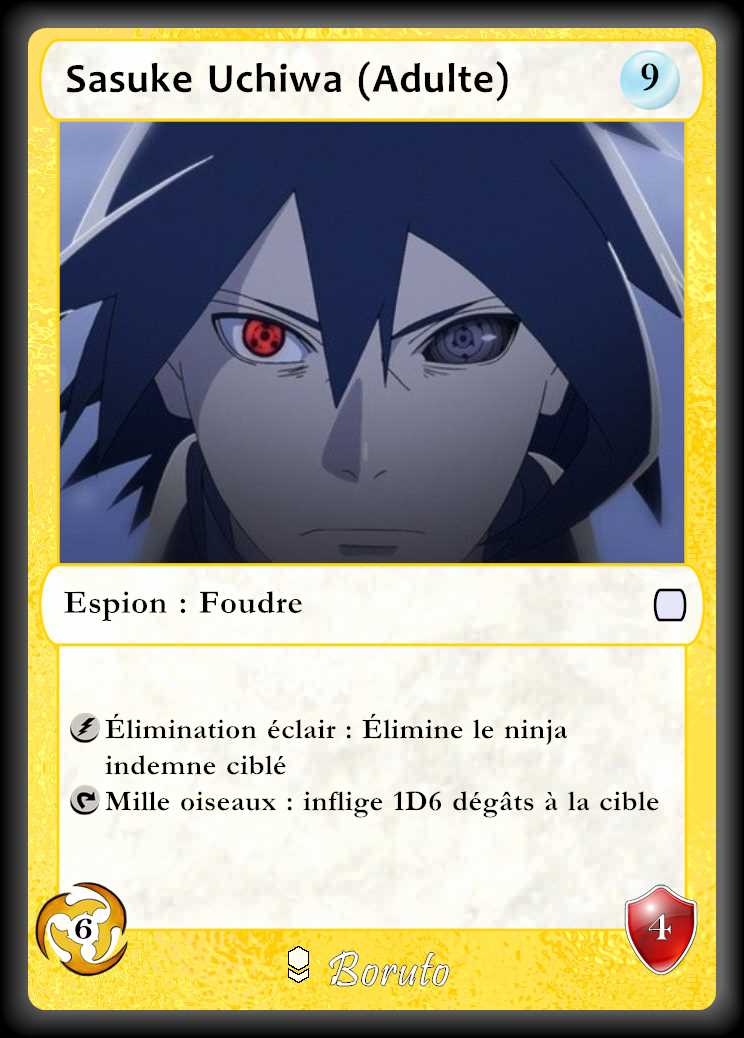 Sasuke Uchiwa (Adulte)
9
Espion : Foudre
Élimination éclair : Élimine le ninja
indemne ciblé
Mille oiseaux : inflige 1D6 dégâts à la cible
6
4
Boruto